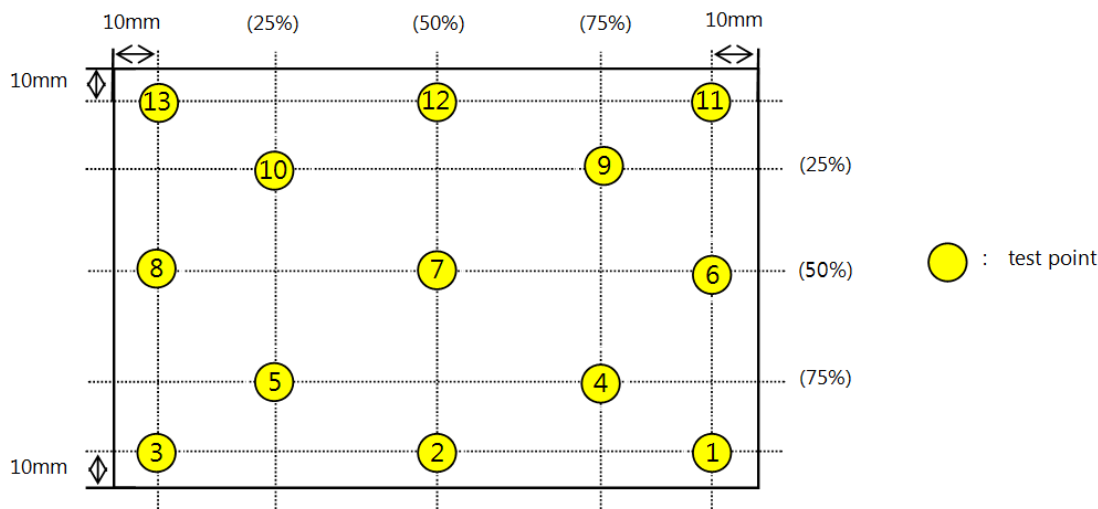 10mm (25%) (50%) (75%) 10mm
10mm
13 12 11
10 9 (25%)
8 7 6 (50%) : test point
5 4 (75%)
3 2 1
10mm